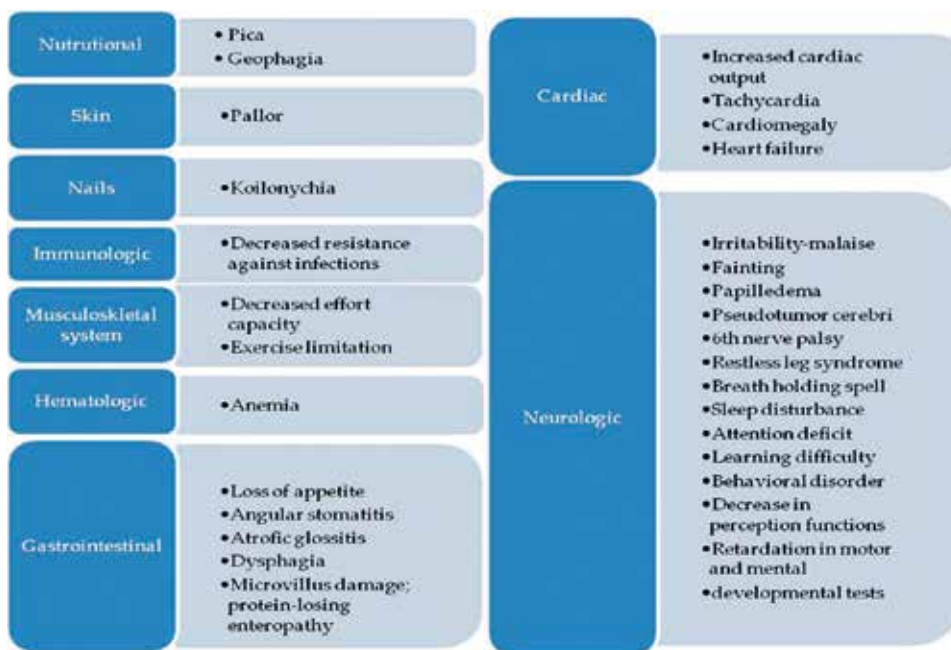 Nutrutional
• Pica
• Geophagia
Skin
• Pallor
Nails
•Koilonychia
Immunologic
•Decreased resistance
against infections
Musculoskletal
system
•Decreased effort
capacity
•Exercise limitation
Hematologic
•Anemia
Gastrointestinal
•Loss of appetite
•Angular stomatitis
•Atrofic glossitis
•Dysphagia
•Microvillus damage;
protein-losing
enteropathy
Cardiac
•Increased cardiac
output
•Tachycardia
•Cardiomegaly
•Heart failure
Neurologic
•Irritability-malaise
•Fainting
•Papilledema
•Pseudotumor cerebri
•6th nerve palsy
•Restless leg syndrome
•Breath holding spell
•Sleep disturbance
•Attention deficit
•Learning difficulty
•Behavioral disorder
•Decrease in
perception functions
•Retardation in motor
and mental
•developmental tests